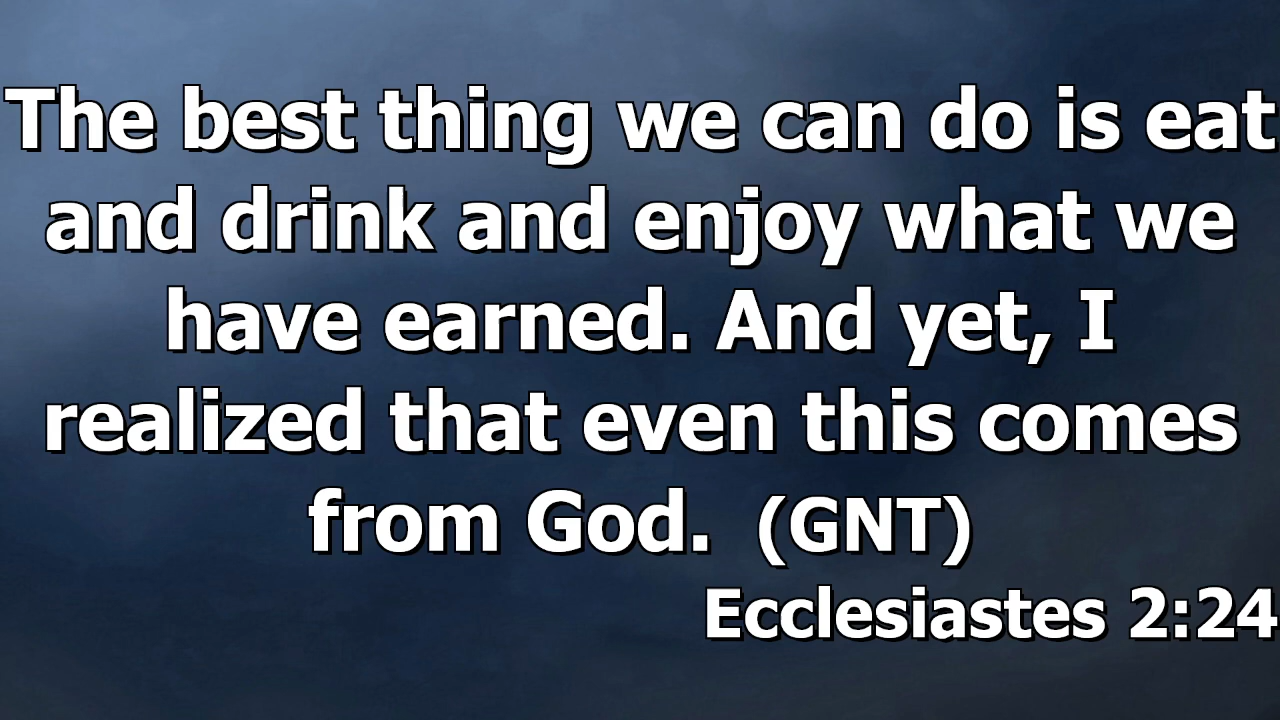 The best thing we can do is eat
and drink and enjoy what we
have earned. And yet, I
realized that even this comes
from God.  (GNT)
Ecclesiastes 2:24